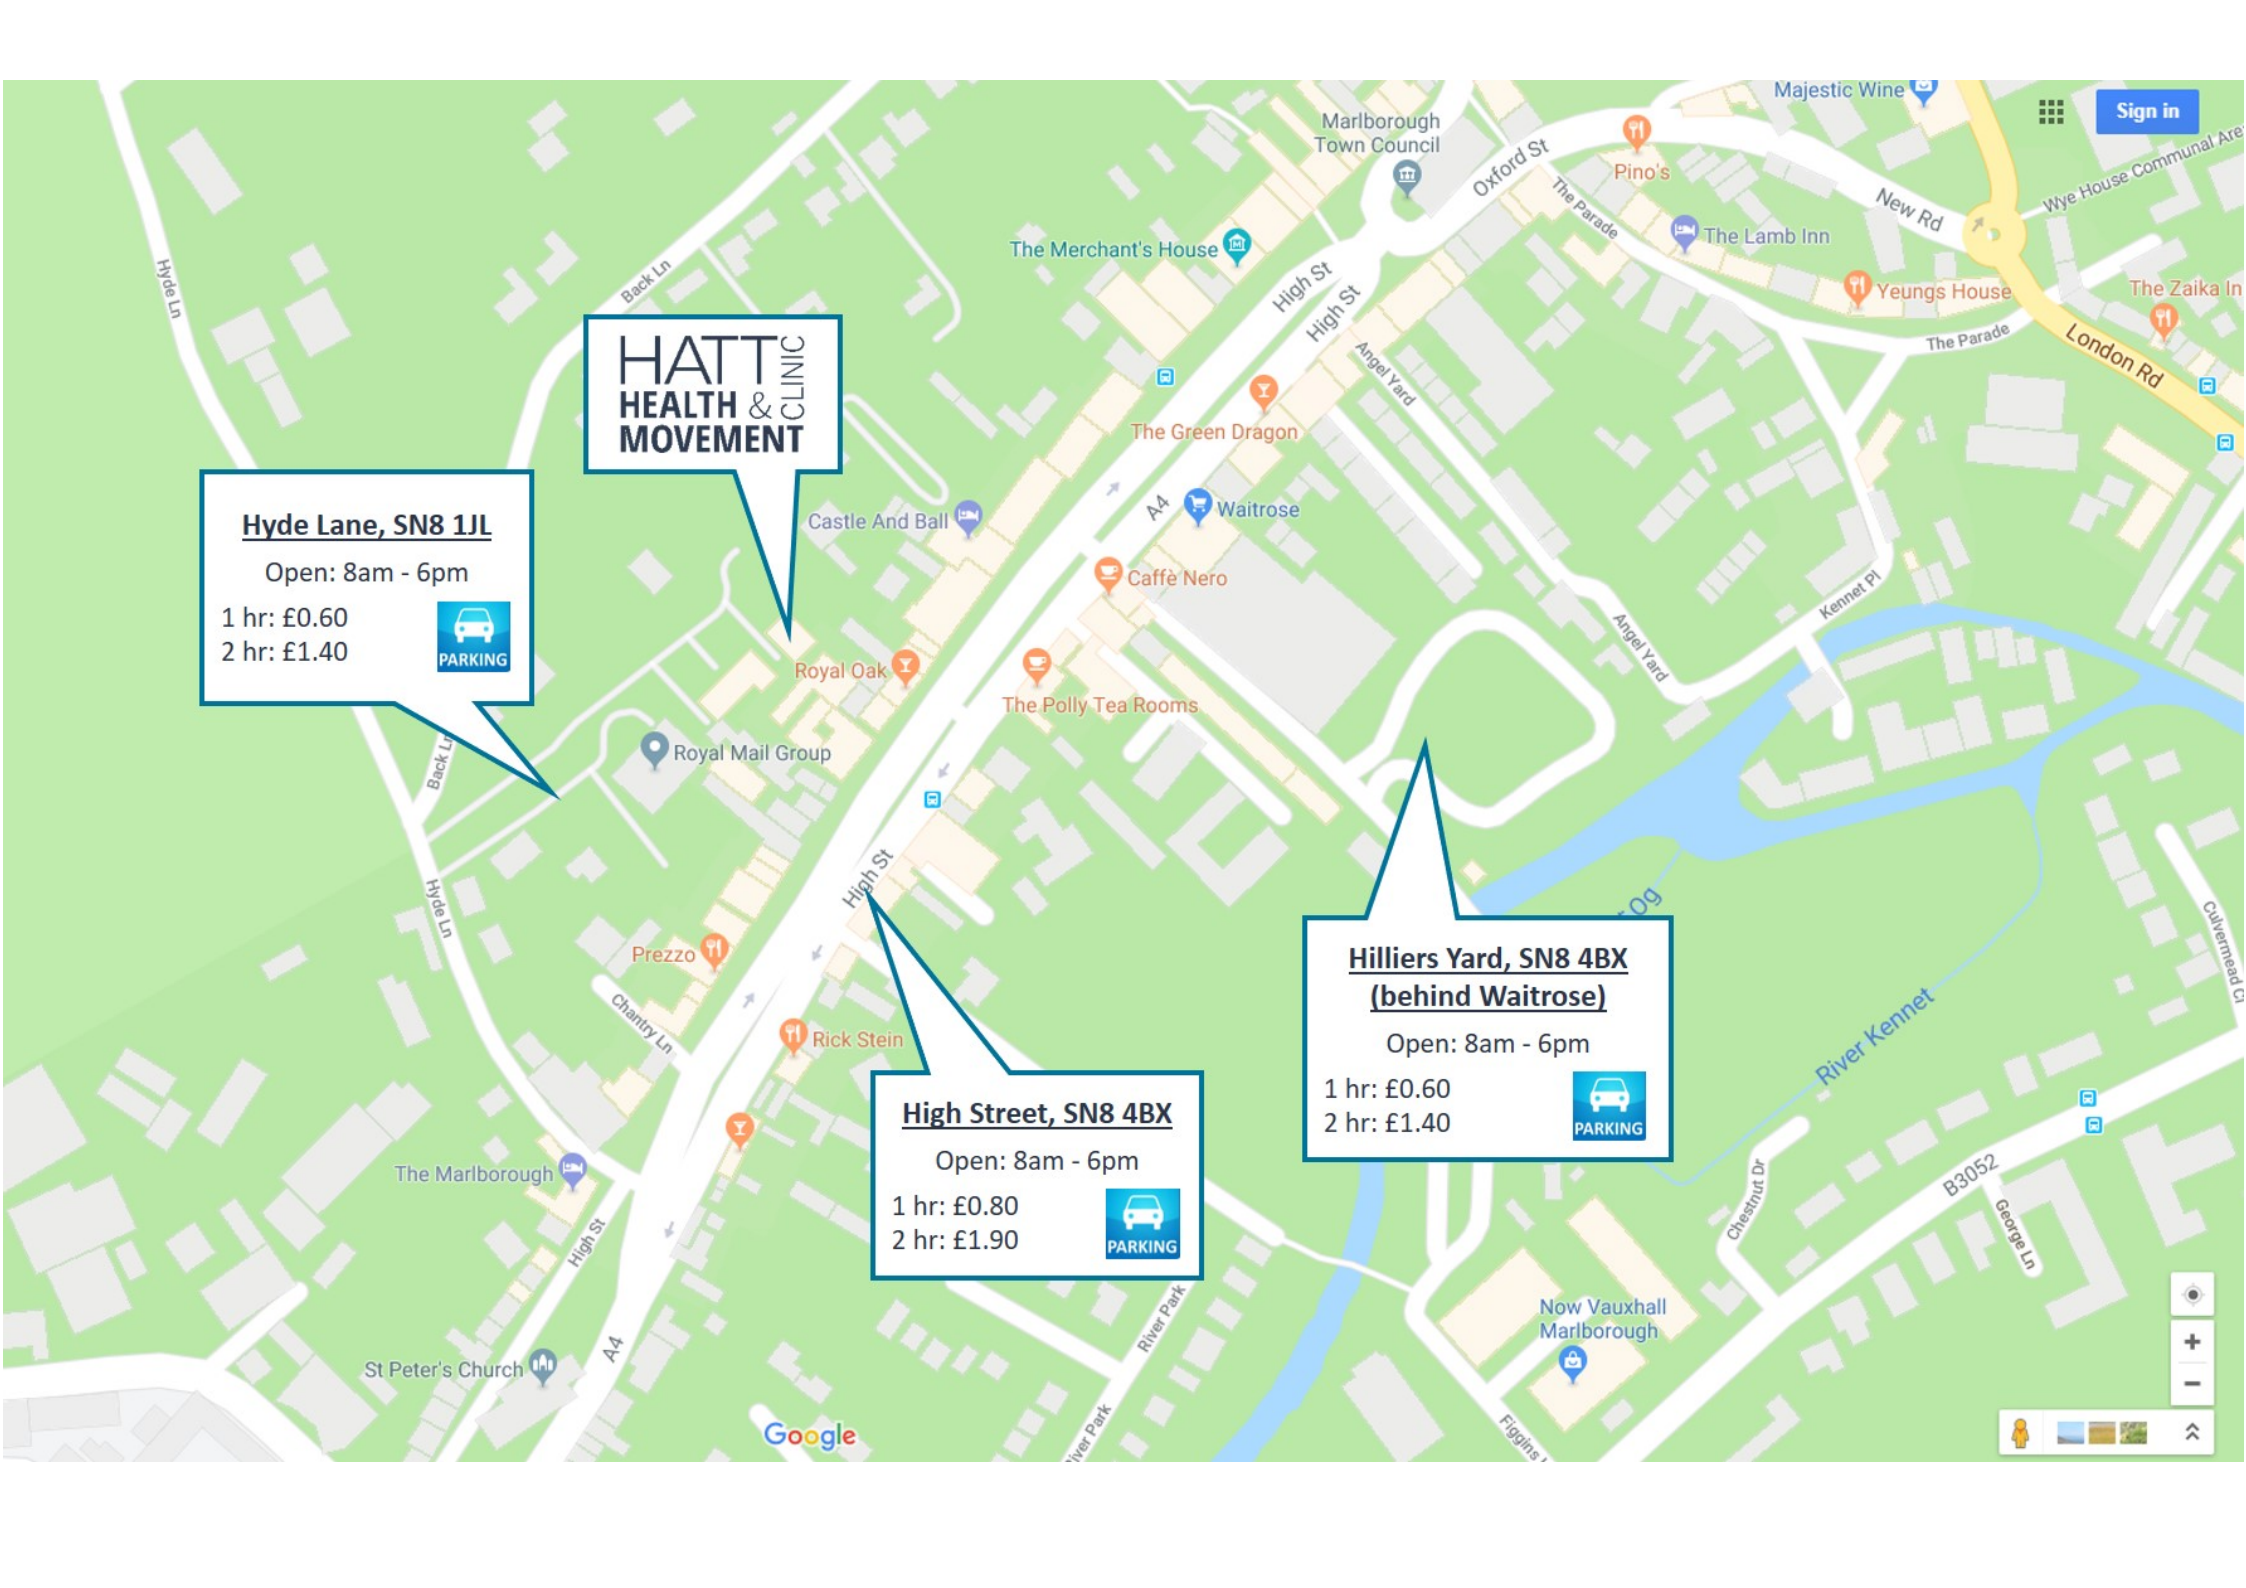 Majestic Wine
Sign in
Marlborough
Town Council
Oxford St
Pino's
The Parade
New Rd
Wye House Communal Are
The Merchant's House
The Lamb Inn
High St
High St
Yeungs House
The Zaika In
The Parade
London Rd
Hyde Ln
Back Ln
HATT
HEALTH &
MOVEMENT
CLINIC
Angel Yard
The Green Dragon
A4
Waitrose
Castle And Ball
Caffè Nero
Hyde Lane, SN8 1JL
Open: 8am - 6pm
1 hr: £0.60
2 hr: £1.40
PARKING
Kennet Pl
Angel Yard
Royal Oak
The Polly Tea Rooms
Back Ln
Royal Mail Group
High St
Hyde Ln
Prezzo
Chantry Ln
Rick Stein
Og
River Kennet
Culvermead Cl
Hilliers Yard, SN8 4BX
(behind Waitrose)
Open: 8am - 6pm
1 hr: £0.60
2 hr: £1.40
PARKING
High Street, SN8 4BX
Open: 8am - 6pm
1 hr: £0.80
2 hr: £1.90
PARKING
The Marlborough
High St
Chestnut Dr
B3052
George Ln
River Park
Now Vauxhall
Marlborough
A4
St Peter's Church
Google
River Park
Figgins